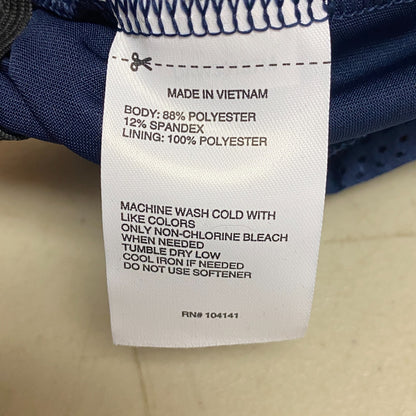 MADE IN VIETNAM
BODY: 88% POLYESTER
12% SPANDEX
LINING: 100% POLYESTER
MACHINE WASH COLD WITH
LIKE COLORS
ONLY NON-CHLORINE BLEACH
WHEN NEEDED
TUMBLE DRY LOW
COOL IRON IF NEEDED
DO NOT USE SOFTENER
RN# 104141